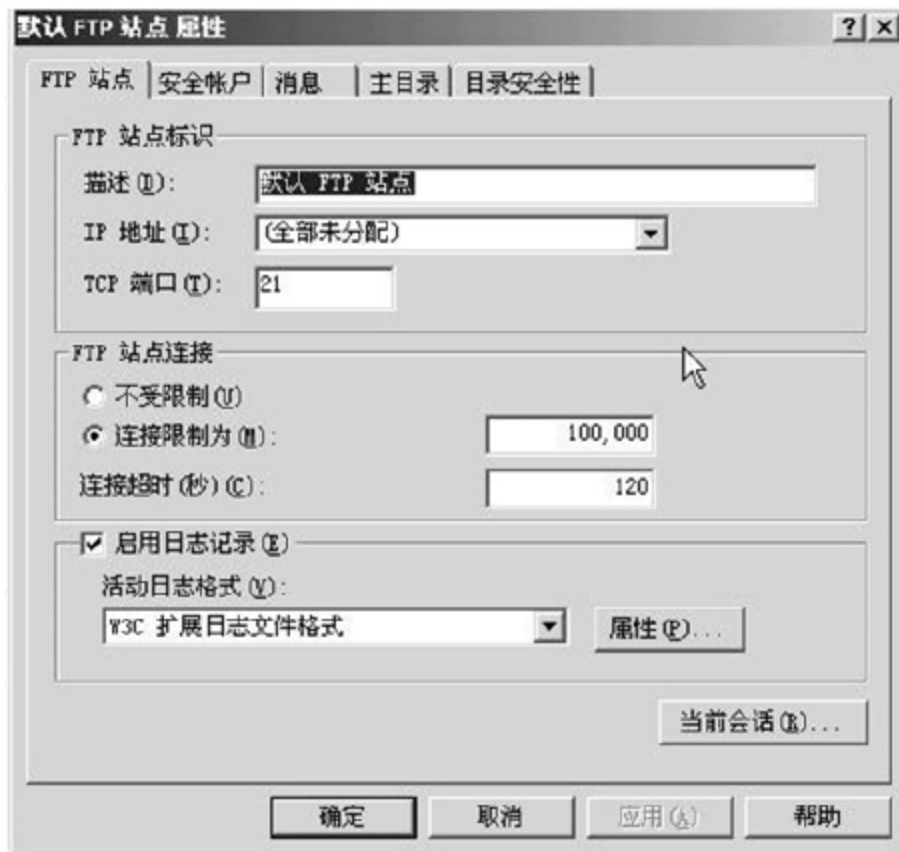 默认 FTP 站点 属性
FTP 站点 安全帐户 消息 主目录 目录安全性
FTP 站点标识
描述(D): 默认 FTP 站点
IP 地址(I): (全部未分配)
TCP 端口(T): 21
FTP 站点连接
不受限制(U)
连接限制为(M): 100,000
连接超时(秒)(C): 120
启用日志记录(E)
活动日志格式(V):
W3C 扩展日志文件格式 属性(P)...
当前会话(R)...
确定 取消 应用(A) 帮助